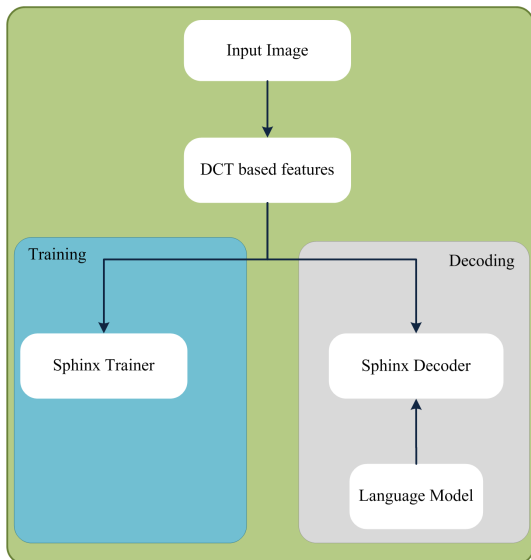 Input Image
DCT based features
Training
Decoding
Sphinx Trainer
Sphinx Decoder
Language Model